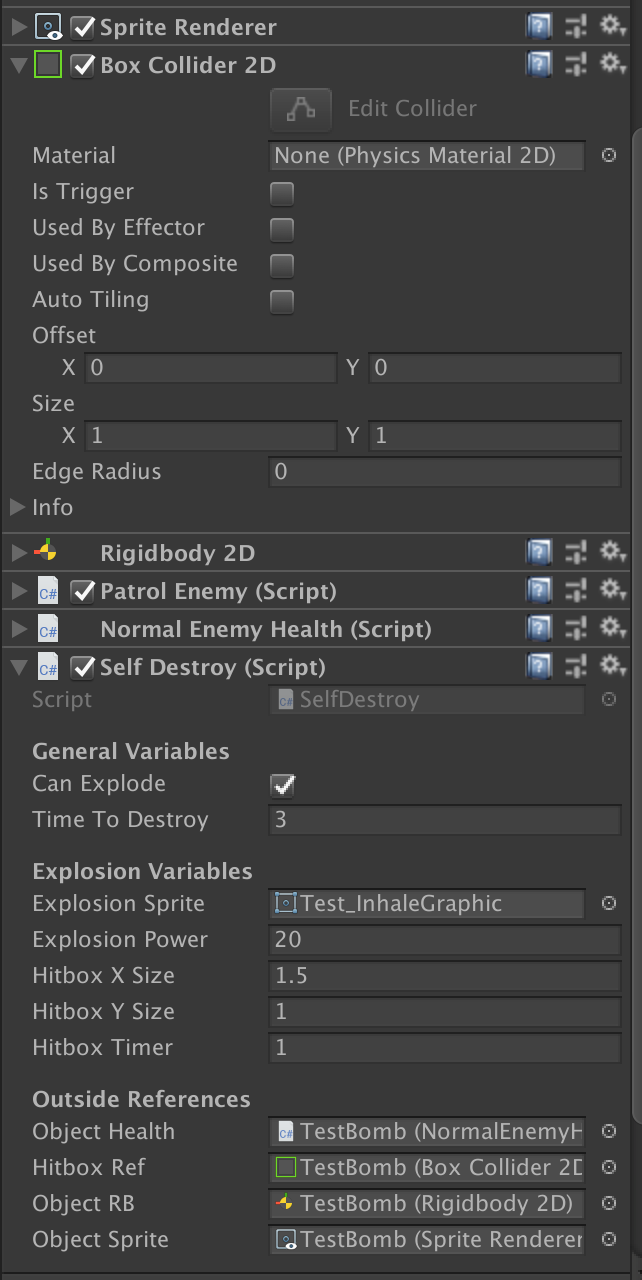 Sprite Renderer
Box Collider 2D
Edit Collider
Material None (Physics Material 2D)
Is Trigger
Used By Effector
Used By Composite
Auto Tiling
Offset
X 0 Y 0
Size
X 1 Y 1
Edge Radius 0
Info
Rigidbody 2D
C# Patrol Enemy (Script)
C# Normal Enemy Health (Script)
C# Self Destroy (Script)
Script C# SelfDestroy
General Variables
Can Explode
Time To Destroy 3
Explosion Variables
Explosion Sprite Test_InhaleGraphic
Explosion Power 20
Hitbox X Size 1.5
Hitbox Y Size 1
Hitbox Timer 1
Outside References
Object Health C# TestBomb (NormalEnemyH
Hitbox Ref TestBomb (Box Collider 2D
Object RB TestBomb (Rigidbody 2D)
Object Sprite TestBomb (Sprite Renderer